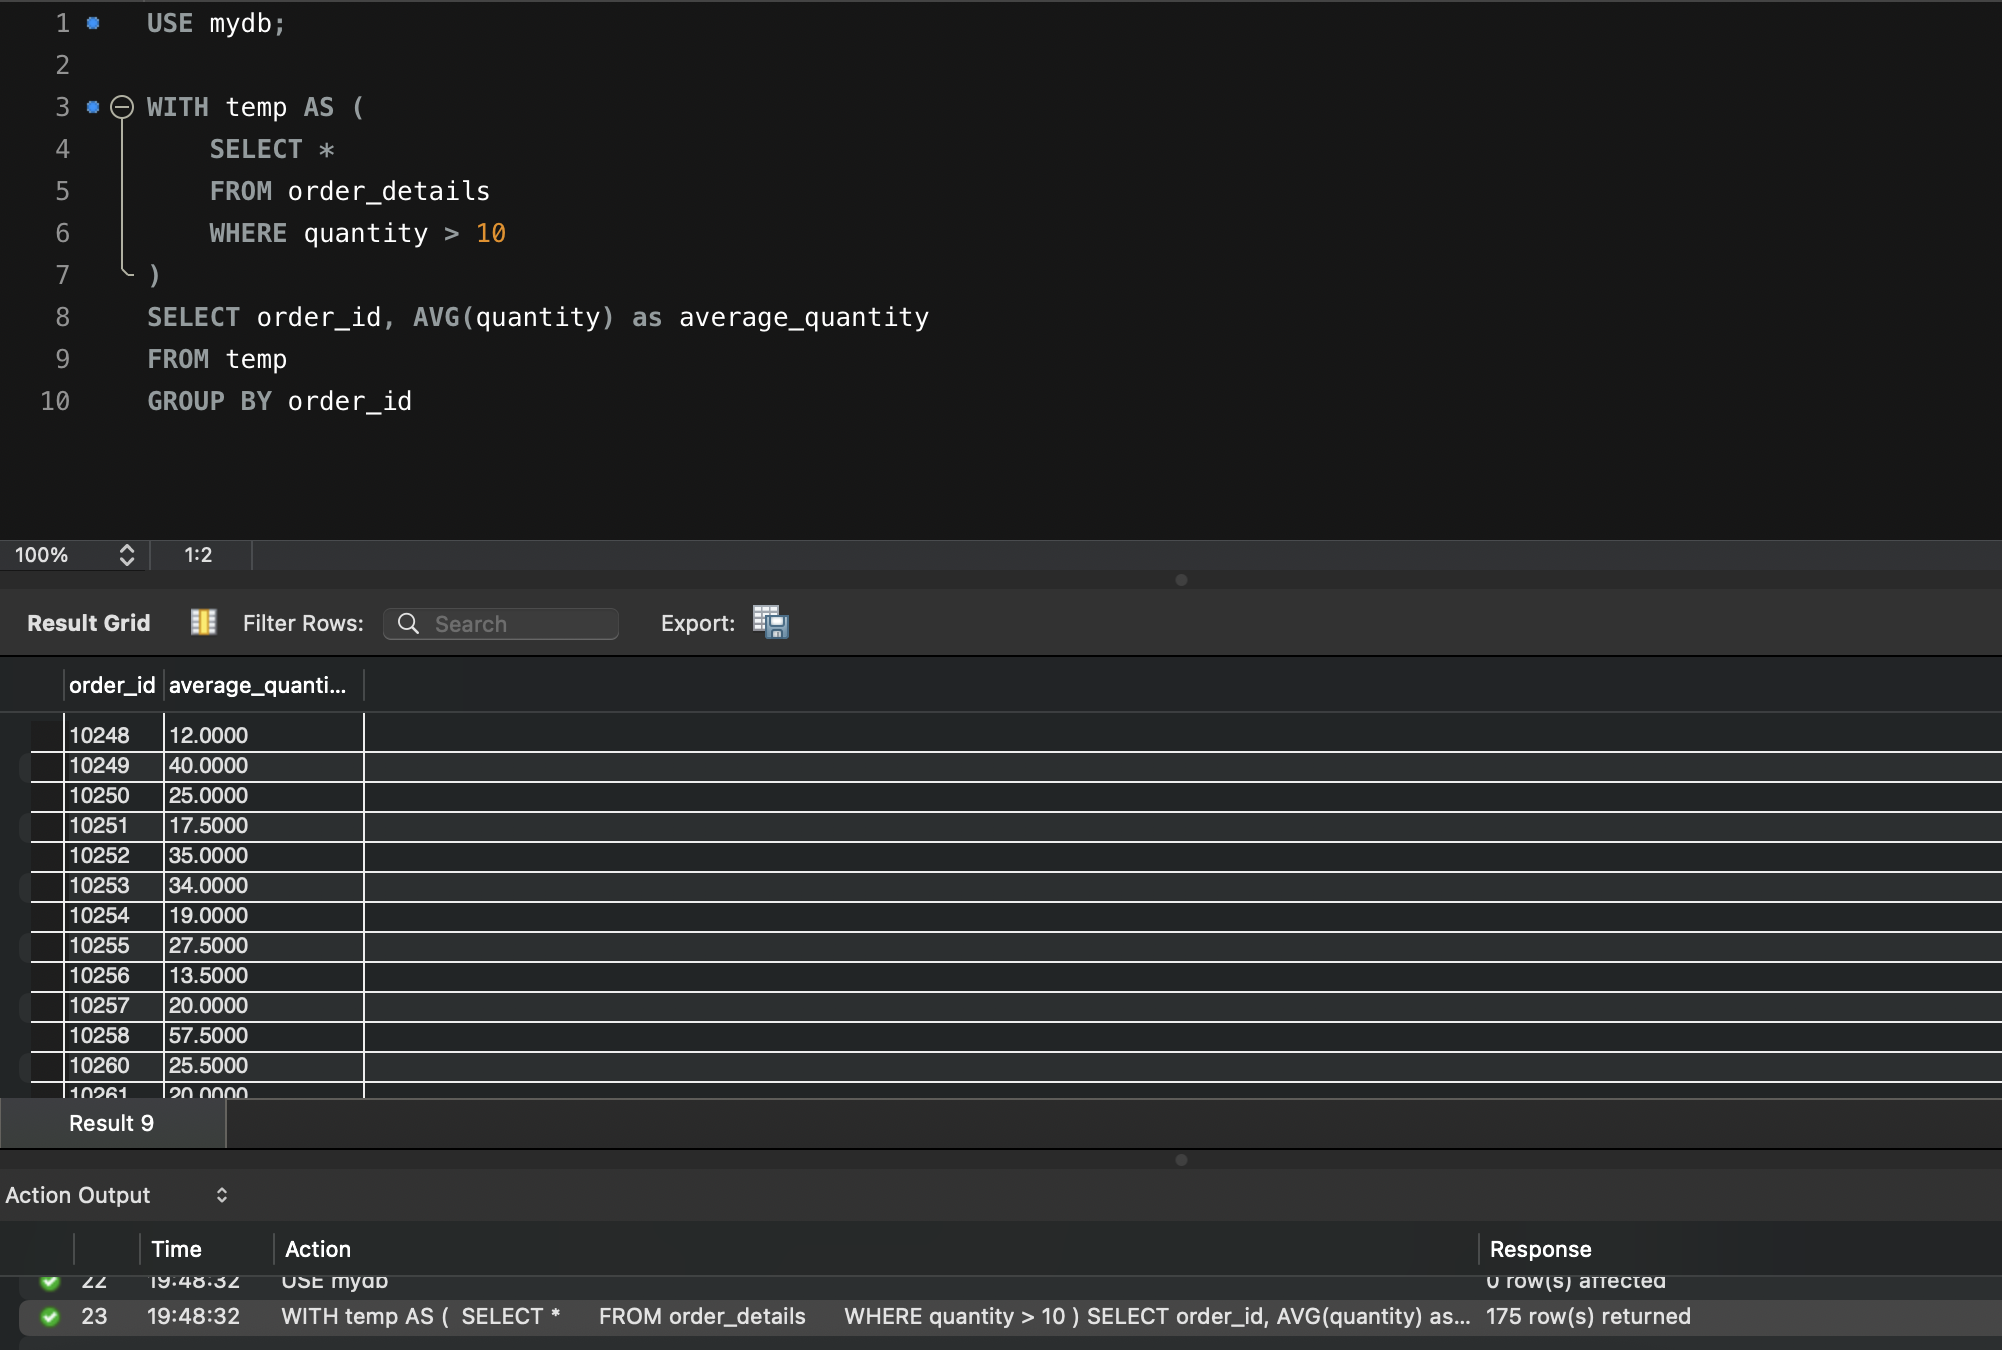 1 USE mydb;
2
3 WITH temp AS (
4 SELECT *
5 FROM order_details
6 WHERE quantity > 10
7 )
8 SELECT order_id, AVG(quantity) as average_quantity
9 FROM temp
10 GROUP BY order_id
100% 1:2
Result Grid Filter Rows: Search Export:
order_id average_quanti...
10248 12.0000
10249 40.0000
10250 25.0000
10251 17.5000
10252 35.0000
10253 34.0000
10254 19.0000
10255 27.5000
10256 13.5000
10257 20.0000
10258 57.5000
10260 25.5000
10261 20.0000
Result 9
Action Output
Time Action Response
22 19:48:32 USE mydb 0 row(s) affected
23 19:48:32 WITH temp AS ( SELECT * FROM order_details WHERE quantity > 10 ) SELECT order_id, AVG(quantity) as... 175 row(s) returned